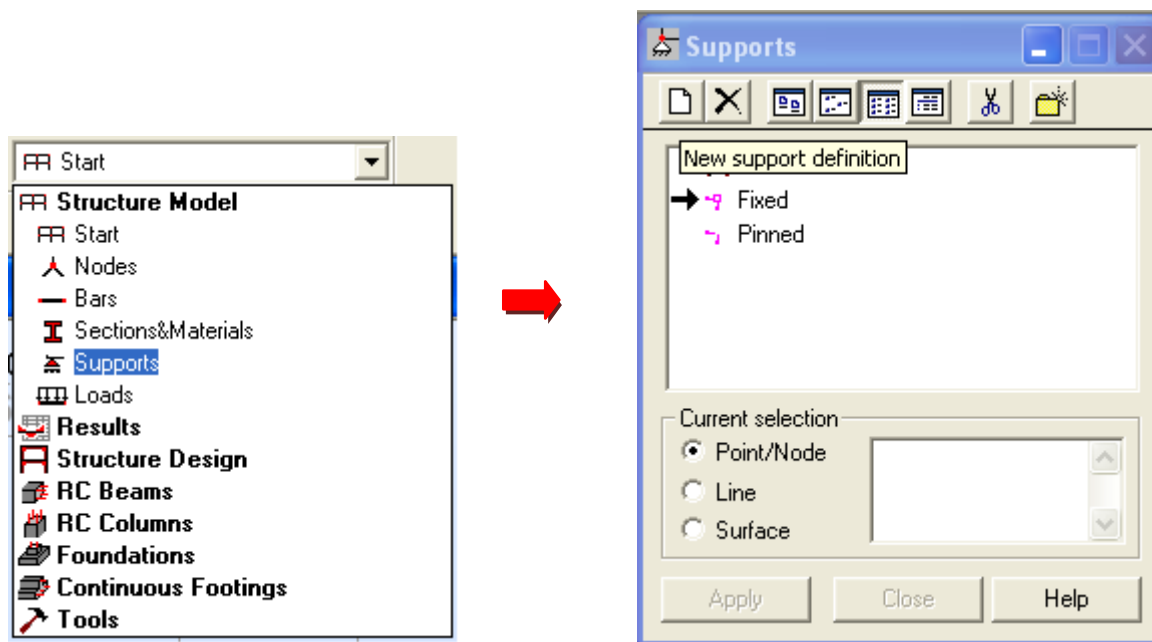 Start
Structure Model
Start
Nodes
Bars
Sections&Materials
Supports
Loads
Results
Structure Design
RC Beams
RC Columns
Foundations
Continuous Footings
Tools
Supports
New support definition
Fixed
Pinned
Current selection
Point/Node
Line
Surface
Apply
Close
Help